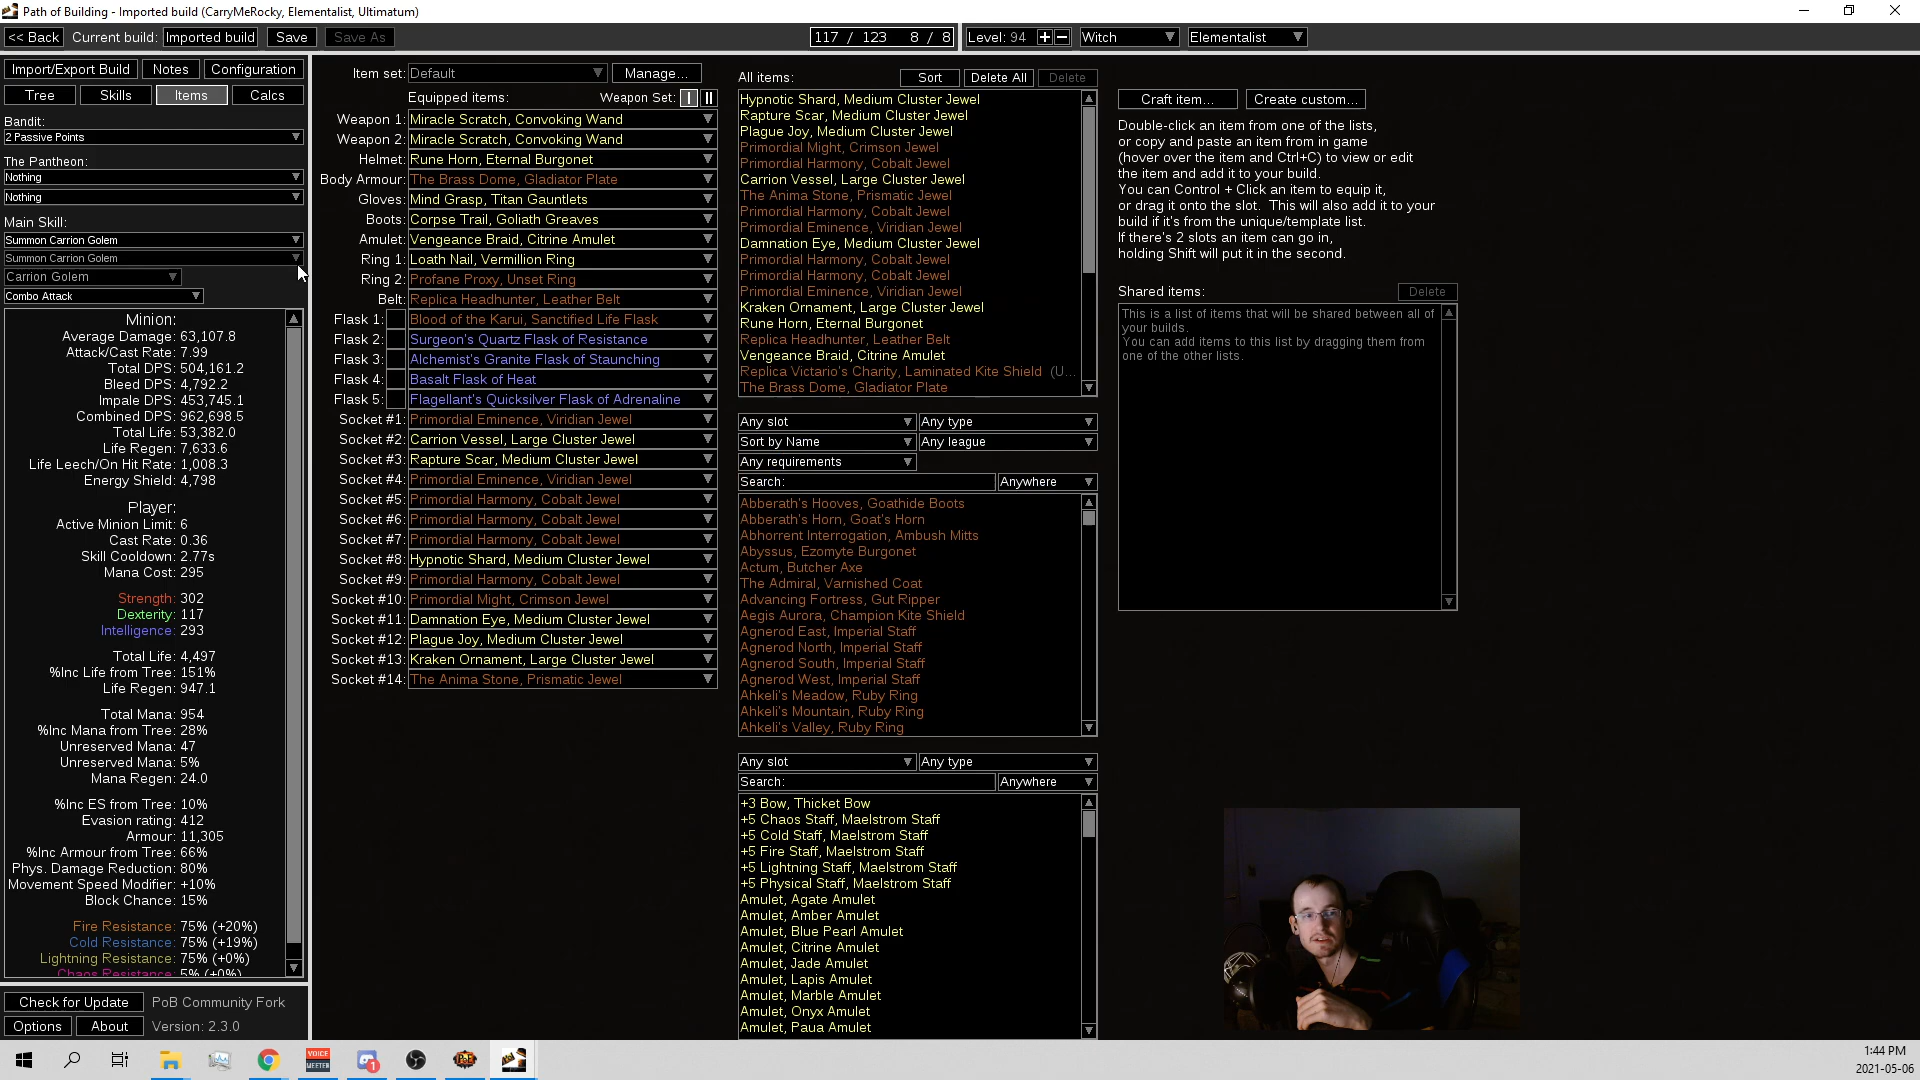 Path of Building - Imported build (CarryMeRocky, Elementalist, Ultimatum)
<< Back
Current build: Imported build
Save
Save As
117 / 123 8 / 8
Level: 94
Witch
Elementalist
Import/Export Build
Notes
Configuration
Tree
Skills
Items
Calcs
Bandit:
2 Passive Points
The Pantheon:
Nothing
Nothing
Main Skill:
Summon Carrion Golem
Summon Carrion Golem
Carrion Golem
Combo Attack
Minion:
Average Damage: 63,107.8
Attack/Cast Rate: 7.99
Total DPS: 504,161.2
Bleed DPS: 4,792.2
Impale DPS: 453,745.1
Combined DPS: 962,698.5
Total Life: 53,382.0
Life Regen: 7,633.6
Life Leech/On Hit Rate: 1,008.3
Energy Shield: 4,798
Player:
Active Minion Limit: 6
Cast Rate: 0.36
Skill Cooldown: 2.77s
Mana Cost: 295
Strength: 302
Dexterity: 117
Intelligence: 293
Total Life: 4,497
%Inc Life from Tree: 151%
Life Regen: 947.1
Total Mana: 954
%Inc Mana from Tree: 28%
Unreserved Mana: 47
Unreserved Mana: 5%
Mana Regen: 24.0
%Inc ES from Tree: 10%
Evasion rating: 412
Armour: 11,305
%Inc Armour from Tree: 66%
Phys. Damage Reduction: 80%
Movement Speed Modifier: +10%
Block Chance: 15%
Fire Resistance: 75% (+20%)
Cold Resistance: 75% (+19%)
Lightning Resistance: 75% (+0%)
Chaos Resistance: 5% (+0%)
Check for Update
PoB Community Fork
Options
About
Version: 2.3.0
Item set: Default
Manage...
Equipped items:
Weapon Set: I II
Weapon 1: Miracle Scratch, Convoking Wand
Weapon 2: Miracle Scratch, Convoking Wand
Helmet: Rune Horn, Eternal Burgonet
Body Armour: The Brass Dome, Gladiator Plate
Gloves: Mind Grasp, Titan Gauntlets
Boots: Corpse Trail, Goliath Greaves
Amulet: Vengeance Braid, Citrine Amulet
Ring 1: Loath Nail, Vermillion Ring
Ring 2: Profane Proxy, Unset Ring
Belt: Replica Headhunter, Leather Belt
Flask 1: Blood of the Karui, Sanctified Life Flask
Flask 2: Surgeon's Quartz Flask of Resistance
Flask 3: Alchemist's Granite Flask of Staunching
Flask 4: Basalt Flask of Heat
Flask 5: Flagellant's Quicksilver Flask of Adrenaline
Socket #1: Primordial Eminence, Viridian Jewel
Socket #2: Carrion Vessel, Large Cluster Jewel
Socket #3: Rapture Scar, Medium Cluster Jewel
Socket #4: Primordial Eminence, Viridian Jewel
Socket #5: Primordial Harmony, Cobalt Jewel
Socket #6: Primordial Harmony, Cobalt Jewel
Socket #7: Primordial Harmony, Cobalt Jewel
Socket #8: Hypnotic Shard, Medium Cluster Jewel
Socket #9: Primordial Harmony, Cobalt Jewel
Socket #10: Primordial Might, Crimson Jewel
Socket #11: Damnation Eye, Medium Cluster Jewel
Socket #12: Plague Joy, Medium Cluster Jewel
Socket #13: Kraken Ornament, Large Cluster Jewel
Socket #14: The Anima Stone, Prismatic Jewel
All items:
Sort
Delete All
Delete
Hypnotic Shard, Medium Cluster Jewel
Rapture Scar, Medium Cluster Jewel
Plague Joy, Medium Cluster Jewel
Primordial Might, Crimson Jewel
Primordial Harmony, Cobalt Jewel
Carrion Vessel, Large Cluster Jewel
The Anima Stone, Prismatic Jewel
Primordial Harmony, Cobalt Jewel
Primordial Eminence, Viridian Jewel
Damnation Eye, Medium Cluster Jewel
Primordial Harmony, Cobalt Jewel
Primordial Harmony, Cobalt Jewel
Primordial Eminence, Viridian Jewel
Kraken Ornament, Large Cluster Jewel
Rune Horn, Eternal Burgonet
Replica Headhunter, Leather Belt
Vengeance Braid, Citrine Amulet
Replica Victario's Charity, Laminated Kite Shield (U...
The Brass Dome, Gladiator Plate
Any slot
Any type
Sort by Name
Any league
Any requirements
Search:
Anywhere
Abberath's Hooves, Goathide Boots
Abberath's Horn, Goat's Horn
Abhorrent Interrogation, Ambush Mitts
Abyssus, Ezomyte Burgonet
Actum, Butcher Axe
The Admiral, Varnished Coat
Advancing Fortress, Gut Ripper
Aegis Aurora, Champion Kite Shield
Agnerod East, Imperial Staff
Agnerod North, Imperial Staff
Agnerod South, Imperial Staff
Agnerod West, Imperial Staff
Ahkeli's Meadow, Ruby Ring
Ahkeli's Mountain, Ruby Ring
Ahkeli's Valley, Ruby Ring
Any slot
Any type
Search:
Anywhere
+3 Bow, Thicket Bow
+5 Chaos Staff, Maelstrom Staff
+5 Cold Staff, Maelstrom Staff
+5 Fire Staff, Maelstrom Staff
+5 Lightning Staff, Maelstrom Staff
+5 Physical Staff, Maelstrom Staff
Amulet, Agate Amulet
Amulet, Amber Amulet
Amulet, Blue Pearl Amulet
Amulet, Citrine Amulet
Amulet, Jade Amulet
Amulet, Lapis Amulet
Amulet, Marble Amulet
Amulet, Onyx Amulet
Amulet, Paua Amulet
Craft item...
Create custom...
Double-click an item from one of the lists,
or copy and paste an item from in game
(hover over the item and Ctrl+C) to view or edit
the item and add it to your build.
You can Control + Click an item to equip it,
or drag it onto the slot. This will also add it to your
build if it's from the unique/template list.
If there's 2 slots an item can go in,
holding Shift will put it in the second.
Shared items:
Delete
This is a list of items that will be shared between all of
your builds.
You can add items to this list by dragging them from
one of the other lists.
VOICE
MEETER
1
PoE
1:44 PM
2021-05-06